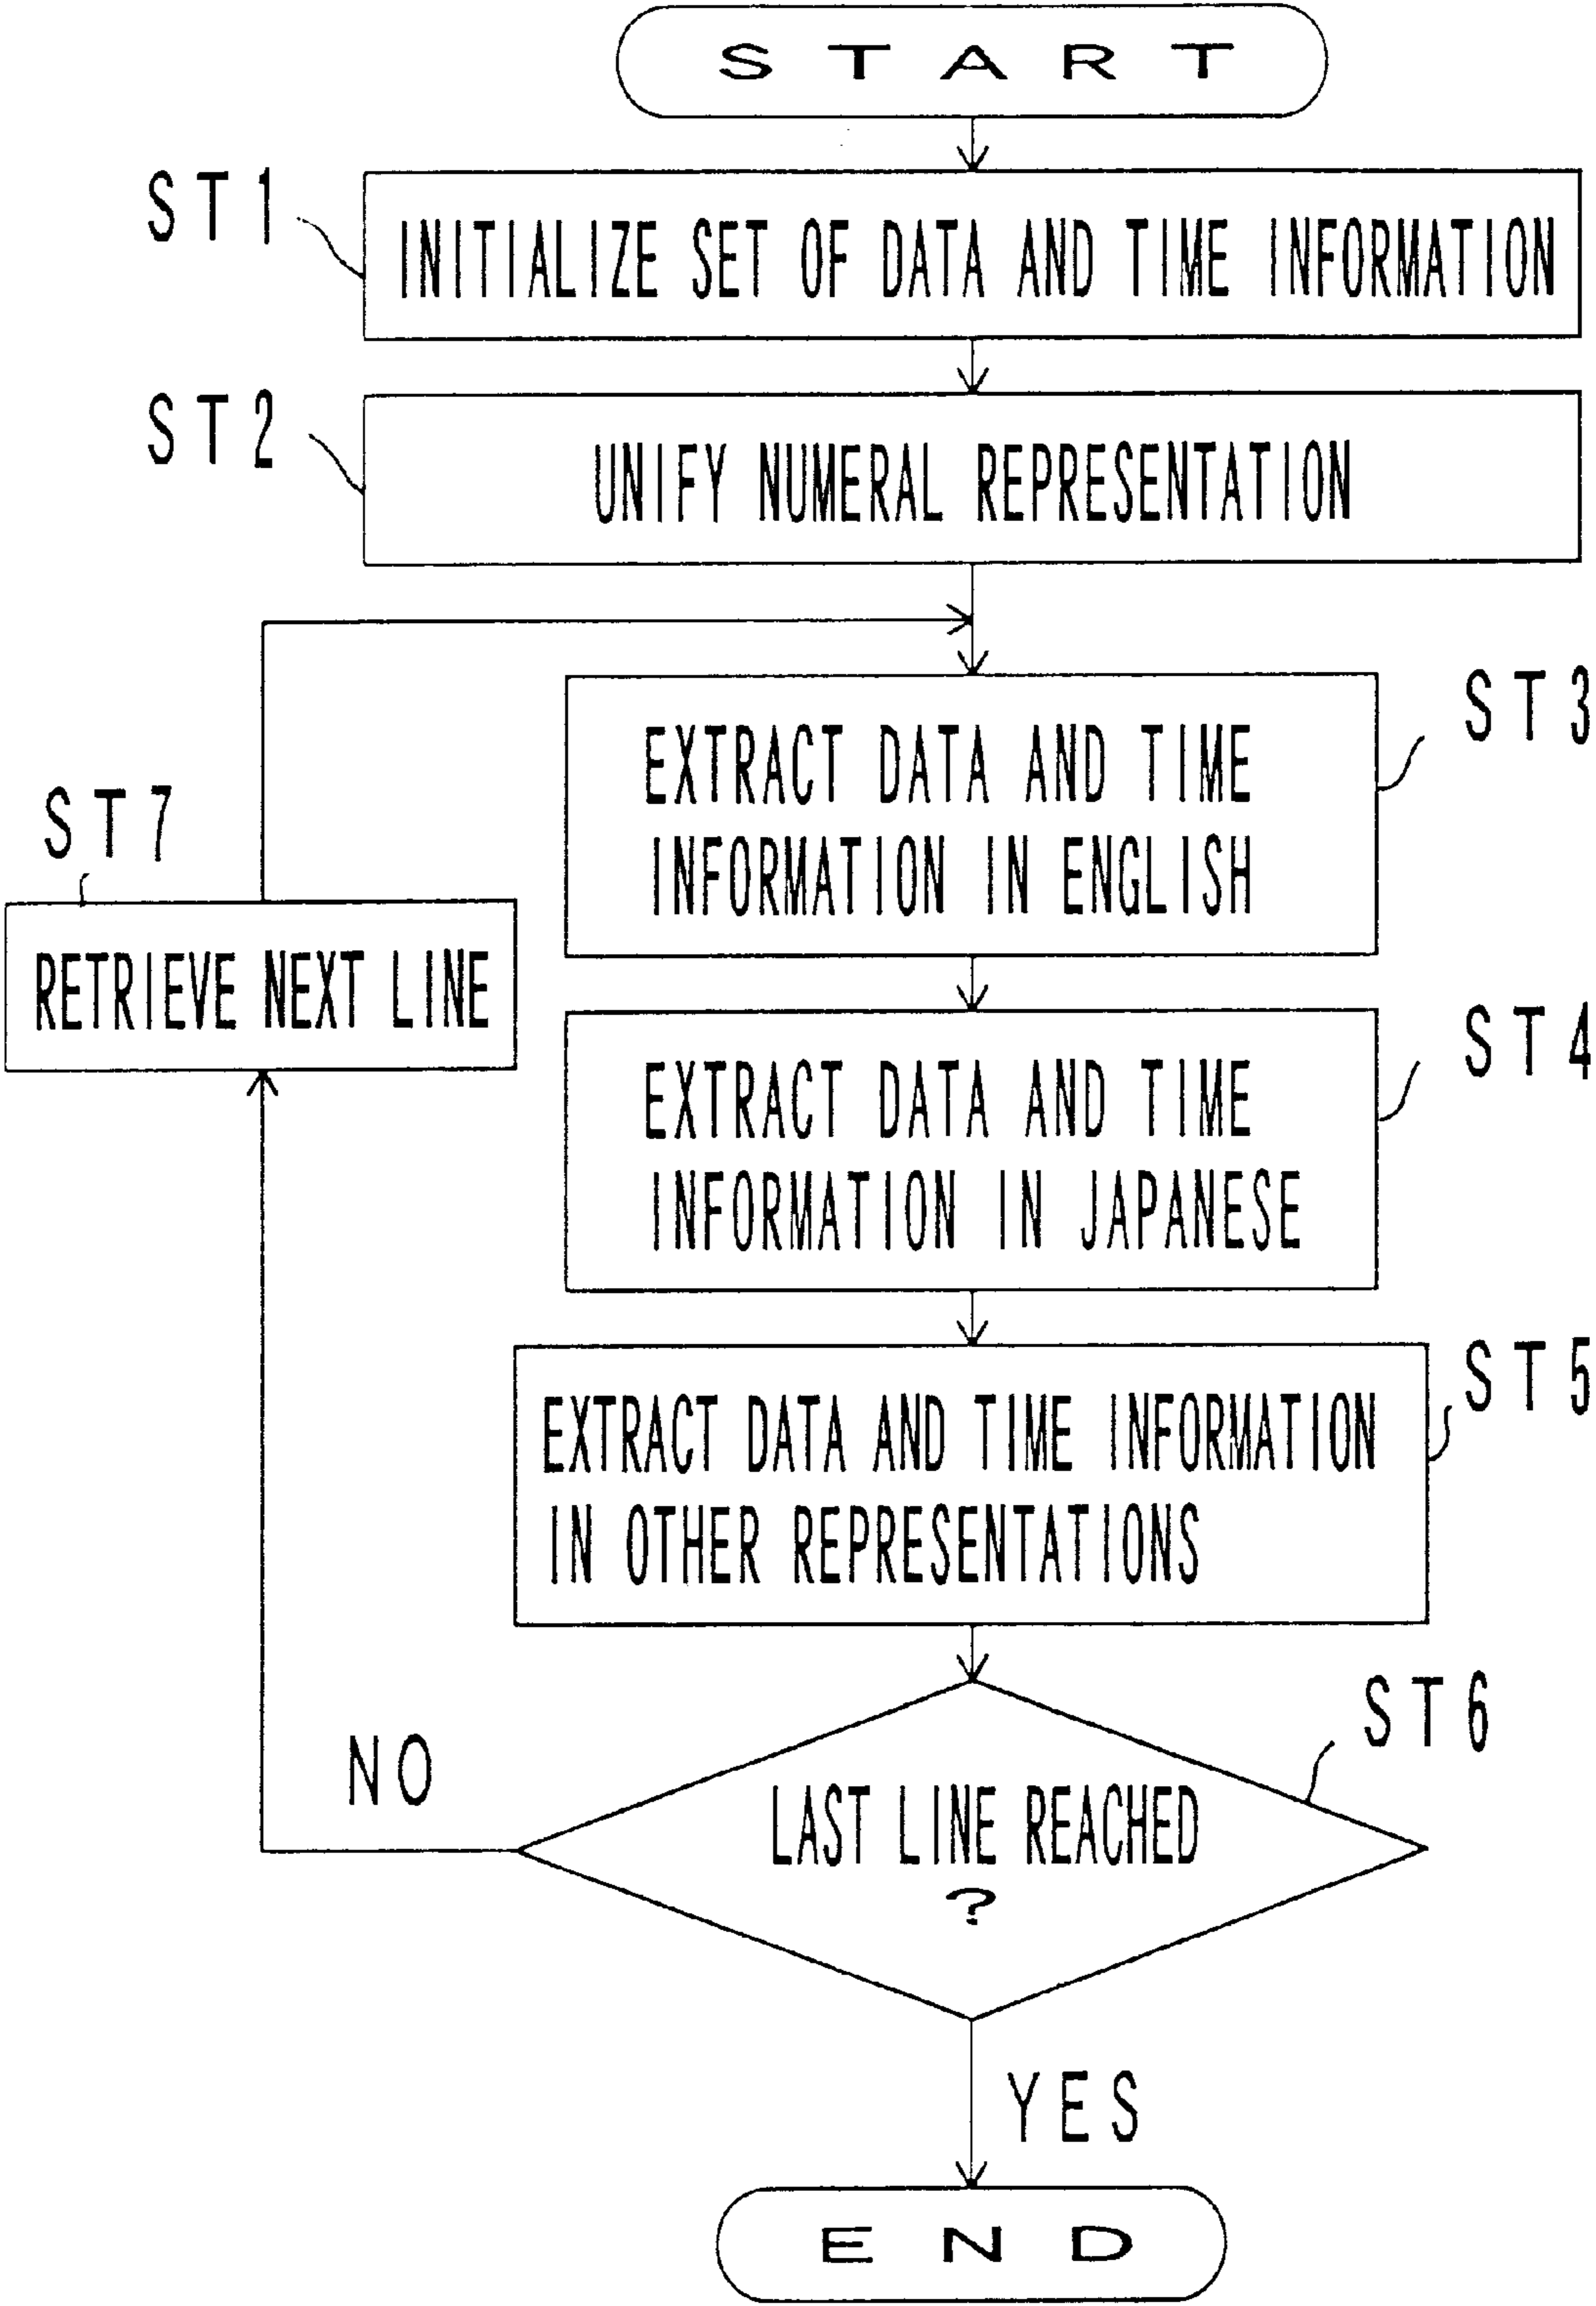 START
ST1
INITIALIZE SET OF DATA AND TIME INFORMATION
ST2
UNIFY NUMERAL REPRESENTATION
ST3
EXTRACT DATA AND TIME
INFORMATION IN ENGLISH
ST7
RETRIEVE NEXT LINE
ST4
EXTRACT DATA AND TIME
INFORMATION IN JAPANESE
ST5
EXTRACT DATA AND TIME INFORMATION
IN OTHER REPRESENTATIONS
ST6
NO
LAST LINE REACHED
?
YES
END